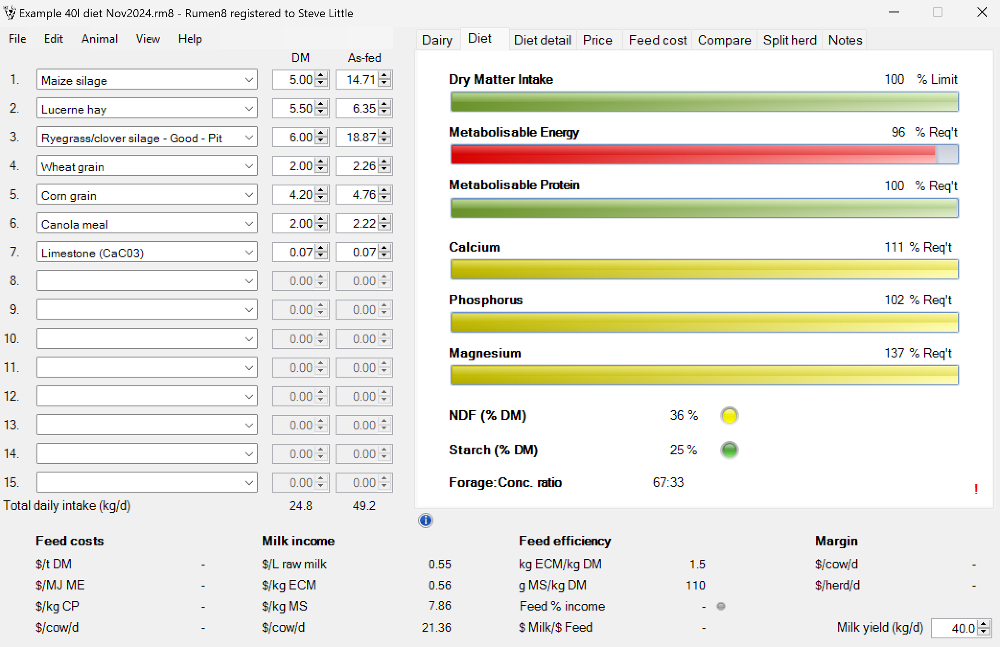 Example 40l diet Nov2024.rm8 - Rumen8 registered to Steve Little
File Edit Animal View Help
DM As-fed
1. Maize silage 5.00 14.71
2. Lucerne hay 5.50 6.35
3. Ryegrass/clover silage - Good - Pit 6.00 18.87
4. Wheat grain 2.00 2.26
5. Corn grain 4.20 4.76
6. Canola meal 2.00 2.22
7. Limestone (CaC03) 0.07 0.07
8. 0.00 0.00
9. 0.00 0.00
10. 0.00 0.00
11. 0.00 0.00
12. 0.00 0.00
13. 0.00 0.00
14. 0.00 0.00
15. 0.00 0.00
Total daily intake (kg/d) 24.8 49.2
Dairy Diet Diet detail Price Feed cost Compare Split herd Notes
Dry Matter Intake 100 % Limit
Metabolisable Energy 96 % Req't
Metabolisable Protein 100 % Req't
Calcium 111 % Req't
Phosphorus 102 % Req't
Magnesium 137 % Req't
NDF (% DM) 36 %
Starch (% DM) 25 %
Forage:Conc. ratio 67:33
!
i
Feed costs
$/t DM -
$/MJ ME -
$/kg CP -
$/cow/d -
Milk income
$/L raw milk 0.55
$/kg ECM 0.56
$/kg MS 7.86
$/cow/d 21.36
Feed efficiency
kg ECM/kg DM 1.5
g MS/kg DM 110
Feed % income -
$ Milk/$ Feed -
Margin
$/cow/d -
$/herd/d -
Milk yield (kg/d) 40.0